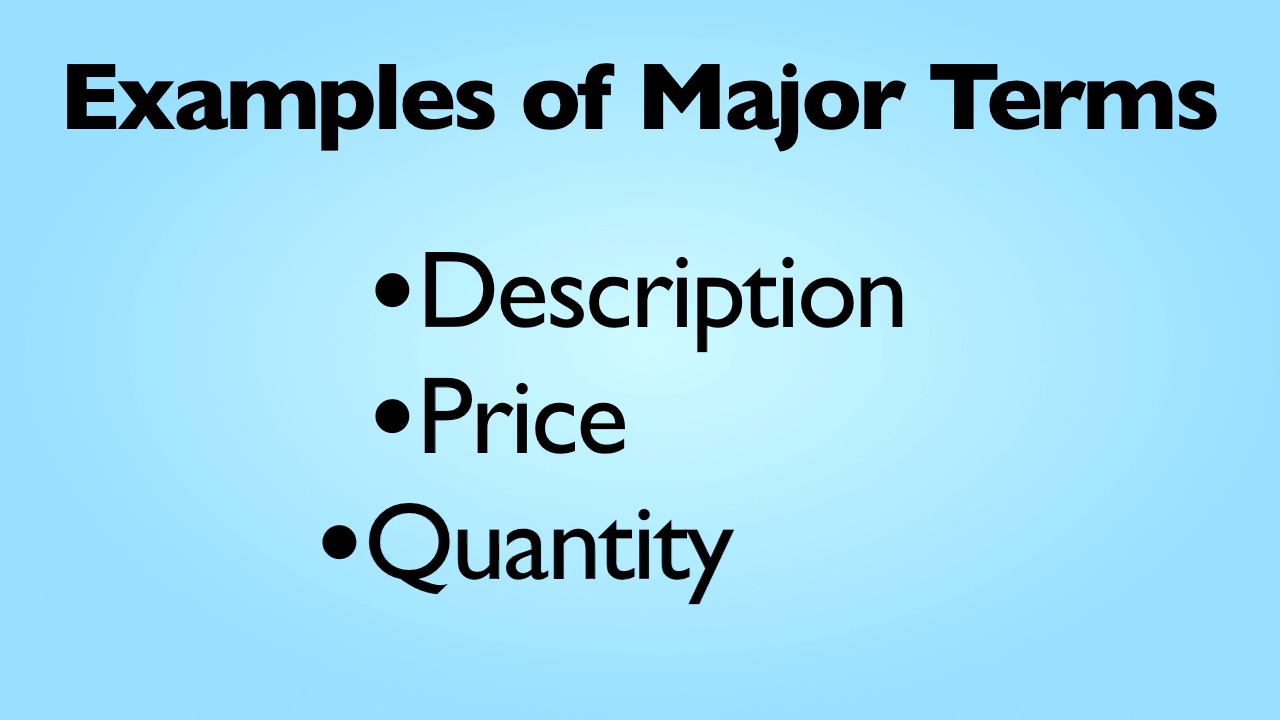 Examples of Major Terms
•Description
•Price
•Quantity